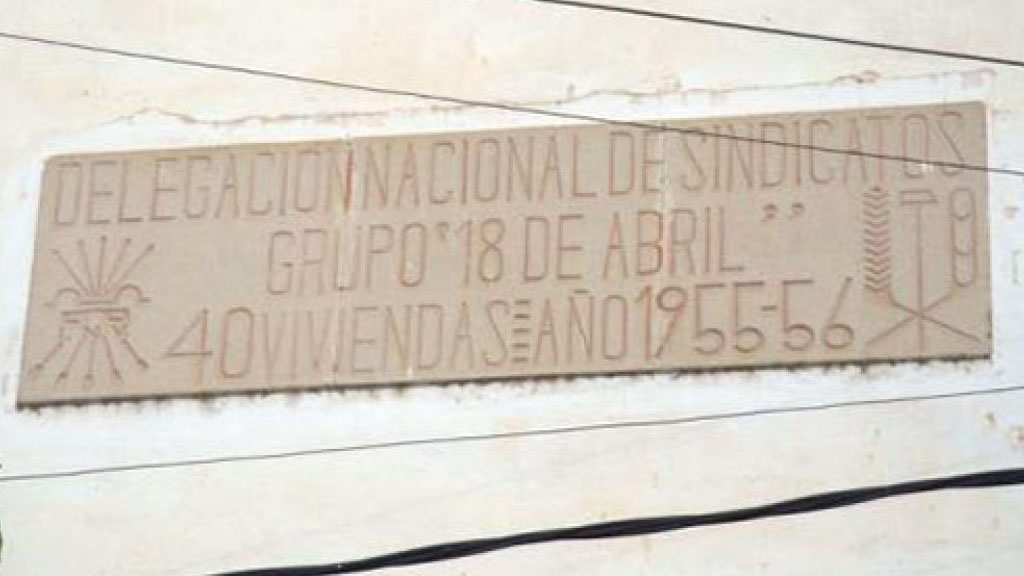 DELEGACION NACIONAL DE SINDICATOS
GRUPO "18 DE ABRIL"
40 VIVIENDAS AÑO 1955-56